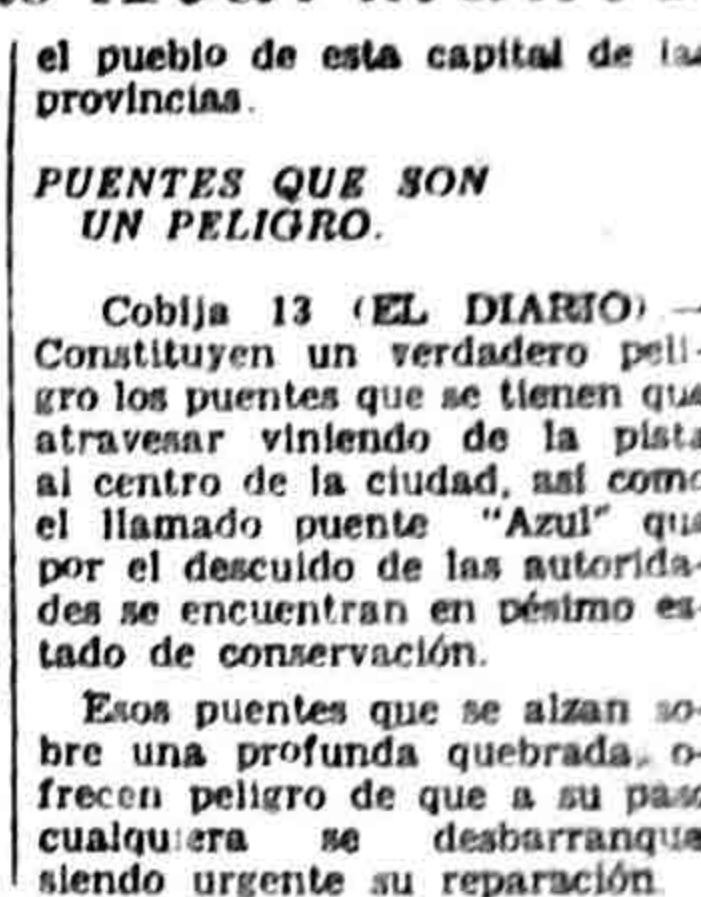 el pueblo de esta capital de las
provincias.
PUENTES QUE SON
UN PELIGRO.
Cobija 13 (EL DIARIO) —
Constituyen un verdadero peli-
gro los puentes que se tienen que
atravesar viniendo de la pista
al centro de la ciudad, así como
el llamado puente "Azul" que
por el descuido de las autorida-
des se encuentran en pésimo es-
tado de conservación.
Esos puentes que se alzan so-
bre una profunda quebrada, o-
frecen peligro de que a su paso
cualquiera se desbarranque
siendo urgente su reparación.